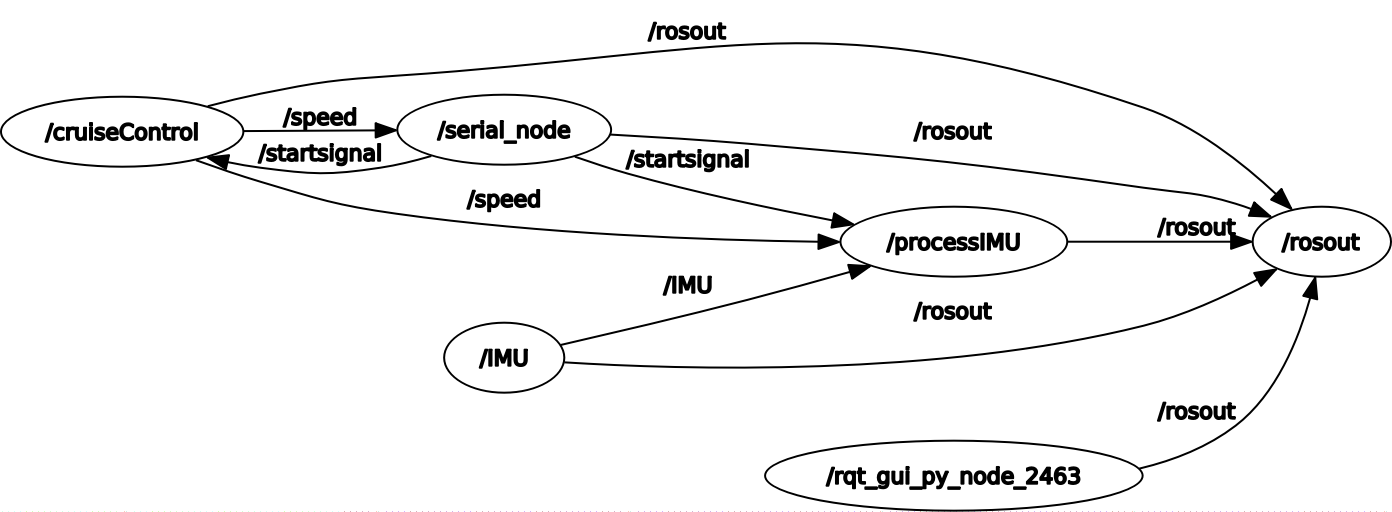 /rosout
/speed
/cruiseControl
/serial_node
/rosout
/startsignal
/startsignal
/speed
/rosout
/processIMU
/rosout
/IMU
/rosout
/IMU
/rosout
/rqt_gui_py_node_2463